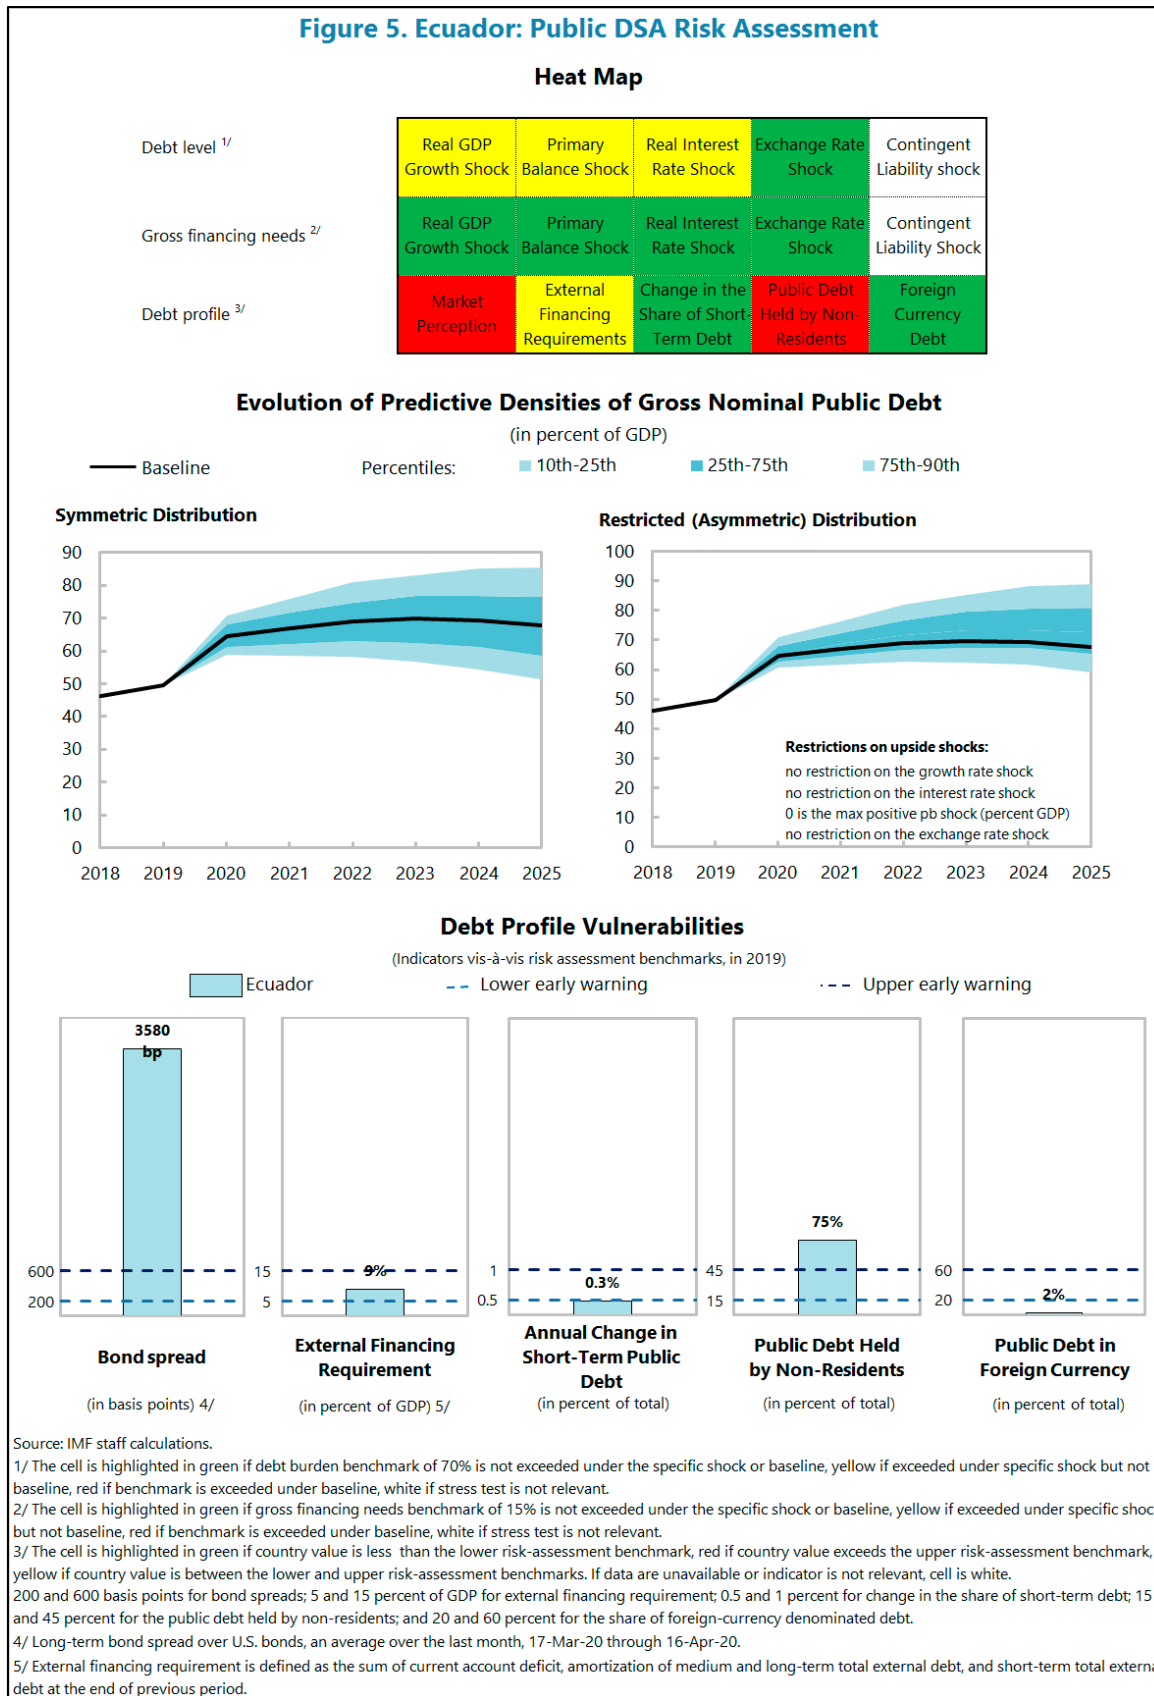 Figure 5. Ecuador: Public DSA Risk Assessment
Heat Map
Debt level 1/
Real GDP Growth Shock
Primary Balance Shock
Real Interest Rate Shock
Exchange Rate Shock
Contingent Liability shock
Gross financing needs 2/
Real GDP Growth Shock
Primary Balance Shock
Real Interest Rate Shock
Exchange Rate Shock
Contingent Liability Shock
Debt profile 3/
Market Perception
External Financing Requirements
Change in the Share of Short-Term Debt
Public Debt Held by Non-Residents
Foreign Currency Debt
Evolution of Predictive Densities of Gross Nominal Public Debt
(in percent of GDP)
Baseline Percentiles: 10th-25th 25th-75th 75th-90th
Symmetric Distribution
90
80
70
60
50
40
30
20
10
0
2018 2019 2020 2021 2022 2023 2024 2025
Restricted (Asymmetric) Distribution
100
90
80
70
60
50
40
30
20
10
0
Restrictions on upside shocks:
no restriction on the growth rate shock
no restriction on the interest rate shock
0 is the max positive pb shock (percent GDP)
no restriction on the exchange rate shock
2018 2019 2020 2021 2022 2023 2024 2025
Debt Profile Vulnerabilities
(Indicators vis-à-vis risk assessment benchmarks, in 2019)
Ecuador Lower early warning Upper early warning
3580
bp
600
200
Bond spread
(in basis points) 4/
9%
15
5
External Financing
Requirement
(in percent of GDP) 5/
1
0.3%
0.5
Annual Change in
Short-Term Public
Debt
(in percent of total)
75%
45
15
Public Debt Held
by Non-Residents
(in percent of total)
60
2%
20
Public Debt in
Foreign Currency
(in percent of total)
Source: IMF staff calculations.
1/ The cell is highlighted in green if debt burden benchmark of 70% is not exceeded under the specific shock or baseline, yellow if exceeded under specific shock but not
baseline, red if benchmark is exceeded under baseline, white if stress test is not relevant.
2/ The cell is highlighted in green if gross financing needs benchmark of 15% is not exceeded under the specific shock or baseline, yellow if exceeded under specific shoc
but not baseline, red if benchmark is exceeded under baseline, white if stress test is not relevant.
3/ The cell is highlighted in green if country value is less than the lower risk-assessment benchmark, red if country value exceeds the upper risk-assessment benchmark,
yellow if country value is between the lower and upper risk-assessment benchmarks. If data are unavailable or indicator is not relevant, cell is white.
200 and 600 basis points for bond spreads; 5 and 15 percent of GDP for external financing requirement; 0.5 and 1 percent for change in the share of short-term debt; 15
and 45 percent for the public debt held by non-residents; and 20 and 60 percent for the share of foreign-currency denominated debt.
4/ Long-term bond spread over U.S. bonds, an average over the last month, 17-Mar-20 through 16-Apr-20.
5/ External financing requirement is defined as the sum of current account deficit, amortization of medium and long-term total external debt, and short-term total externa
debt at the end of previous period.